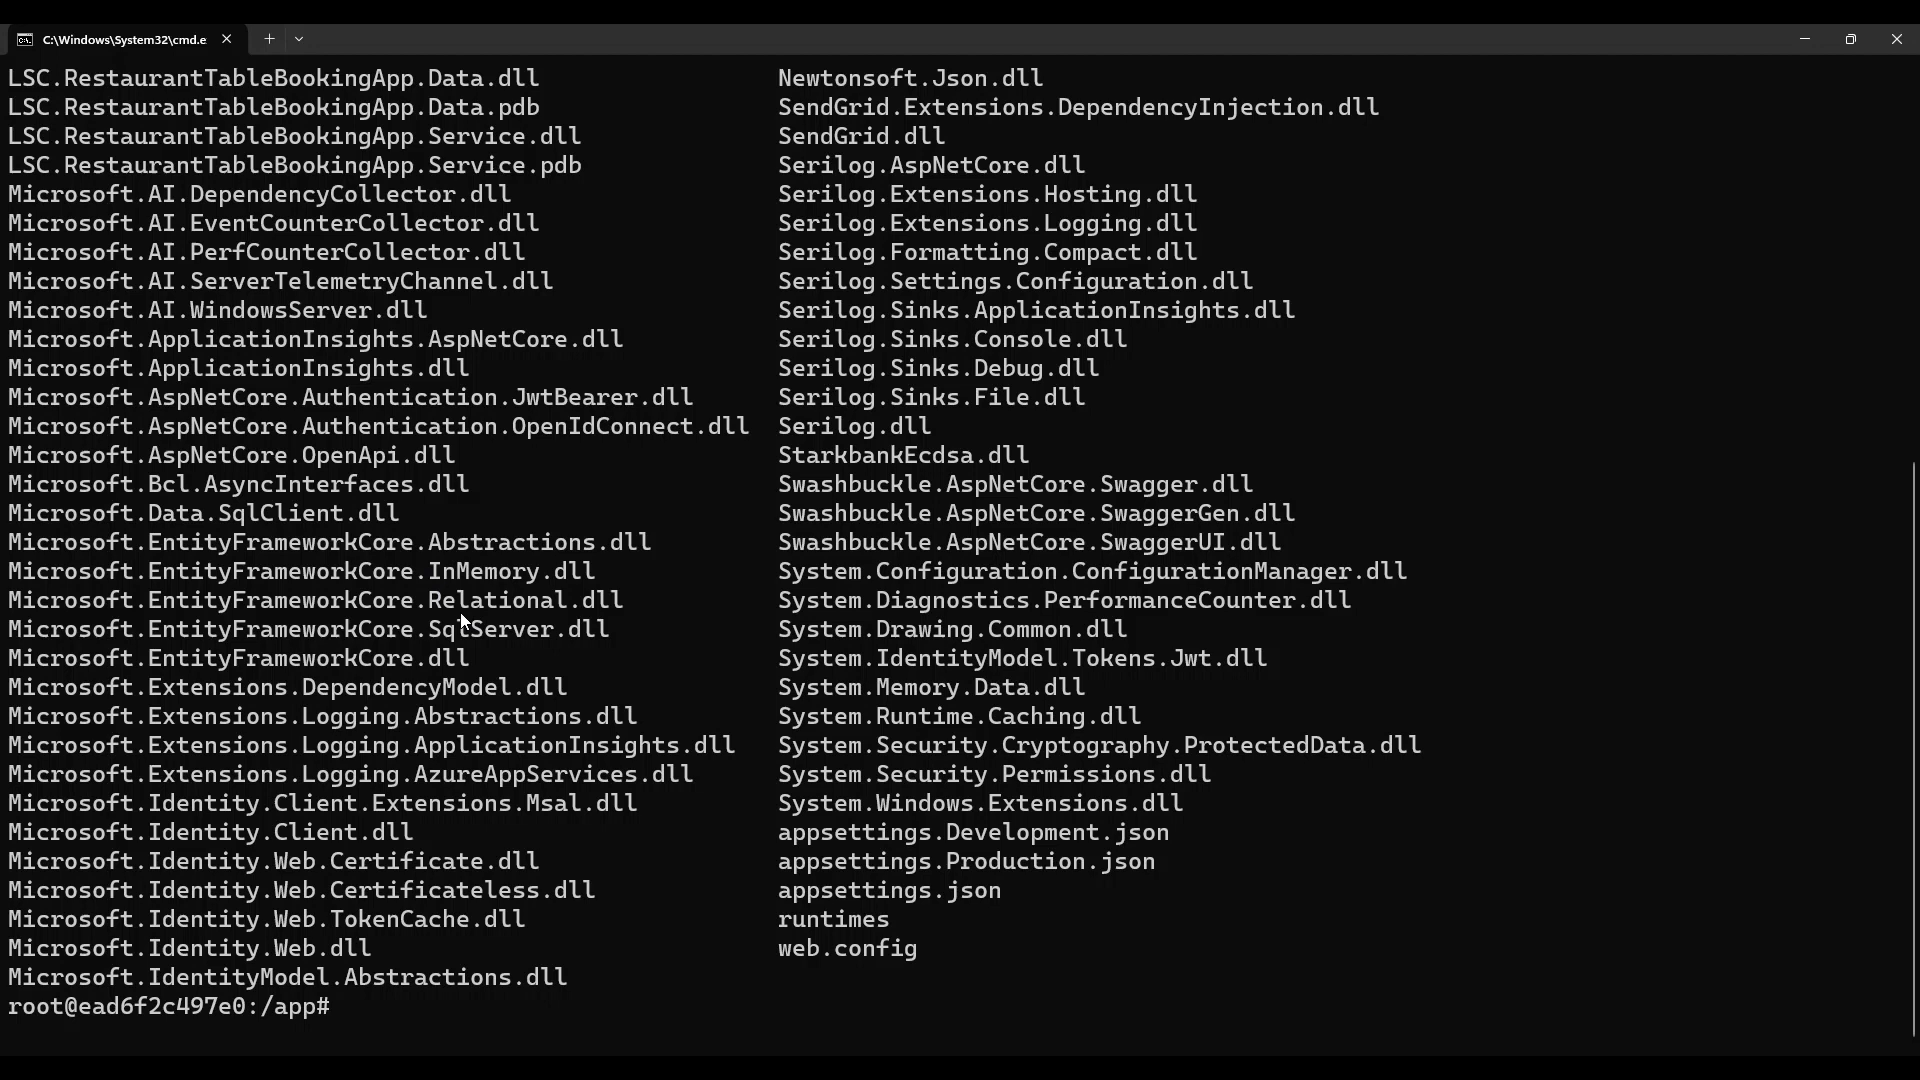 C:\Windows\System32\cmd.e
LSC.RestaurantTableBookingApp.Data.dll Newtonsoft.Json.dll
LSC.RestaurantTableBookingApp.Data.pdb SendGrid.Extensions.DependencyInjection.dll
LSC.RestaurantTableBookingApp.Service.dll SendGrid.dll
LSC.RestaurantTableBookingApp.Service.pdb Serilog.AspNetCore.dll
Microsoft.AI.DependencyCollector.dll Serilog.Extensions.Hosting.dll
Microsoft.AI.EventCounterCollector.dll Serilog.Extensions.Logging.dll
Microsoft.AI.PerfCounterCollector.dll Serilog.Formatting.Compact.dll
Microsoft.AI.ServerTelemetryChannel.dll Serilog.Settings.Configuration.dll
Microsoft.AI.WindowsServer.dll Serilog.Sinks.ApplicationInsights.dll
Microsoft.ApplicationInsights.AspNetCore.dll Serilog.Sinks.Console.dll
Microsoft.ApplicationInsights.dll Serilog.Sinks.Debug.dll
Microsoft.AspNetCore.Authentication.JwtBearer.dll Serilog.Sinks.File.dll
Microsoft.AspNetCore.Authentication.OpenIdConnect.dll Serilog.dll
Microsoft.AspNetCore.OpenApi.dll StarkbankEcdsa.dll
Microsoft.Bcl.AsyncInterfaces.dll Swashbuckle.AspNetCore.Swagger.dll
Microsoft.Data.SqlClient.dll Swashbuckle.AspNetCore.SwaggerGen.dll
Microsoft.EntityFrameworkCore.Abstractions.dll Swashbuckle.AspNetCore.SwaggerUI.dll
Microsoft.EntityFrameworkCore.InMemory.dll System.Configuration.ConfigurationManager.dll
Microsoft.EntityFrameworkCore.Relational.dll System.Diagnostics.PerformanceCounter.dll
Microsoft.EntityFrameworkCore.SqlServer.dll System.Drawing.Common.dll
Microsoft.EntityFrameworkCore.dll System.IdentityModel.Tokens.Jwt.dll
Microsoft.Extensions.DependencyModel.dll System.Memory.Data.dll
Microsoft.Extensions.Logging.Abstractions.dll System.Runtime.Caching.dll
Microsoft.Extensions.Logging.ApplicationInsights.dll System.Security.Cryptography.ProtectedData.dll
Microsoft.Extensions.Logging.AzureAppServices.dll System.Security.Permissions.dll
Microsoft.Identity.Client.Extensions.Msal.dll System.Windows.Extensions.dll
Microsoft.Identity.Client.dll appsettings.Development.json
Microsoft.Identity.Web.Certificate.dll appsettings.Production.json
Microsoft.Identity.Web.Certificateless.dll appsettings.json
Microsoft.Identity.Web.TokenCache.dll runtimes
Microsoft.Identity.Web.dll web.config
Microsoft.IdentityModel.Abstractions.dll
root@ead6f2c497e0:/app#